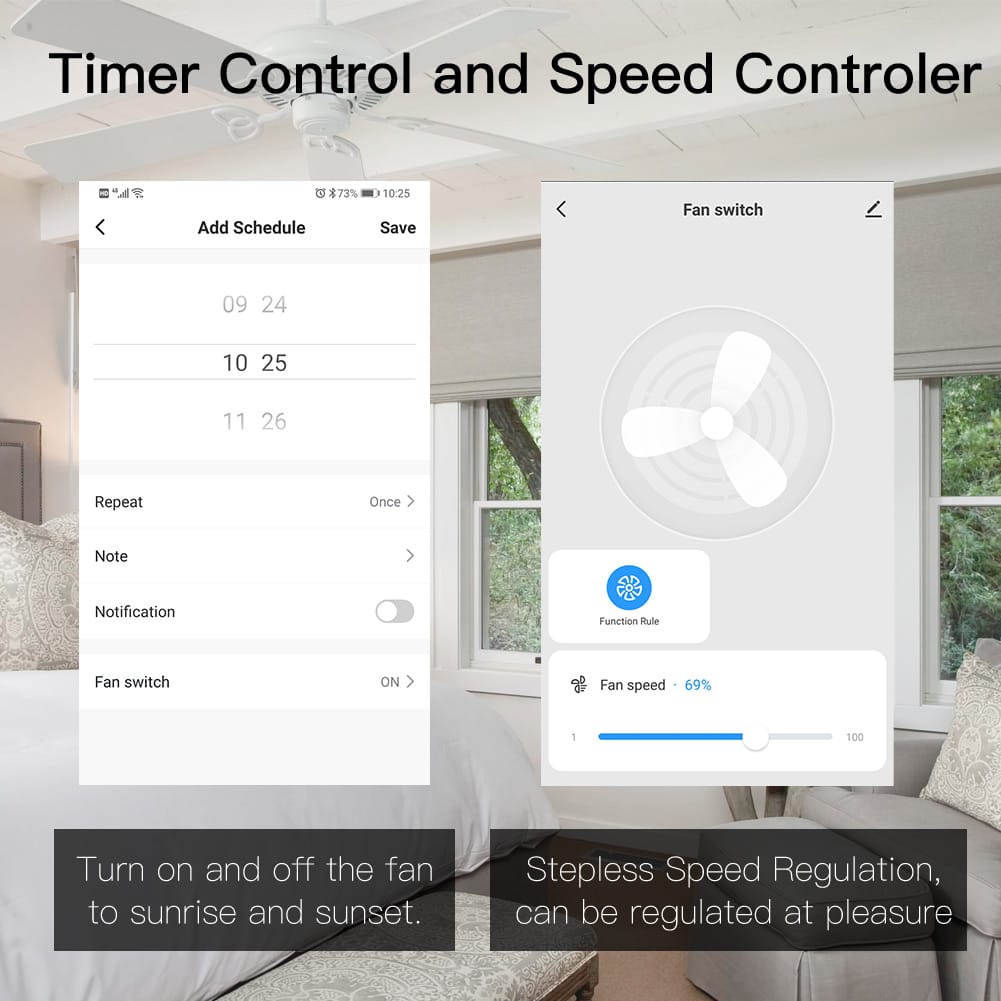 Timer Control and Speed Controler
HD 4G 73% 10:25
Add Schedule Save
09 24
10 25
11 26
Repeat Once
Note
Notification
Fan switch ON
Fan switch
Function Rule
Fan speed · 69%
1 100
Turn on and off the fan
to sunrise and sunset.
Stepless Speed Regulation,
can be regulated at pleasure